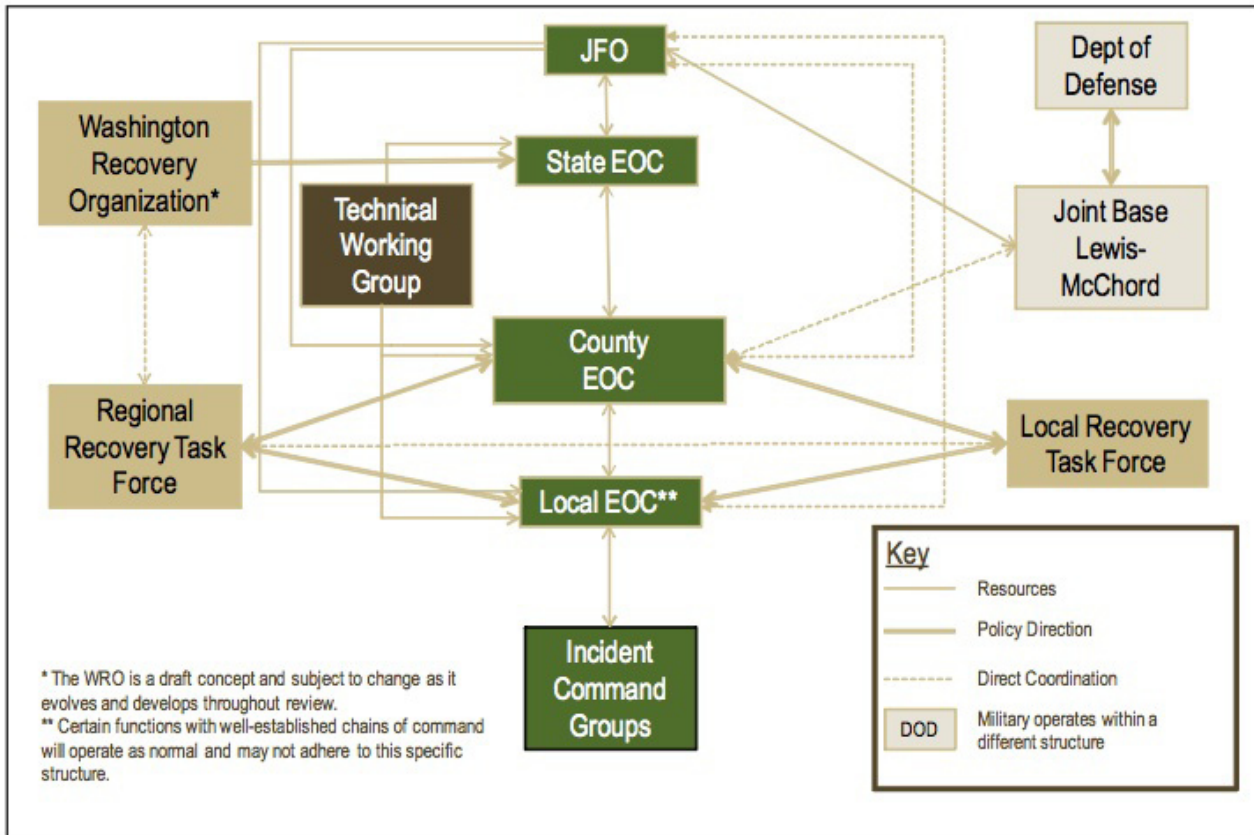 JFO
Dept of
Defense
Washington
Recovery
Organization*
State EOC
Technical
Working
Group
Joint Base
Lewis-
McChord
County
EOC
Regional
Recovery Task
Force
Local Recovery
Task Force
Local EOC**
Incident
Command
Groups
Key
Resources
Policy Direction
Direct Coordination
DOD
Military operates within a
different structure
* The WRO is a draft concept and subject to change as it
evolves and develops throughout review.
** Certain functions with well-established chains of command
will operate as normal and may not adhere to this specific
structure.